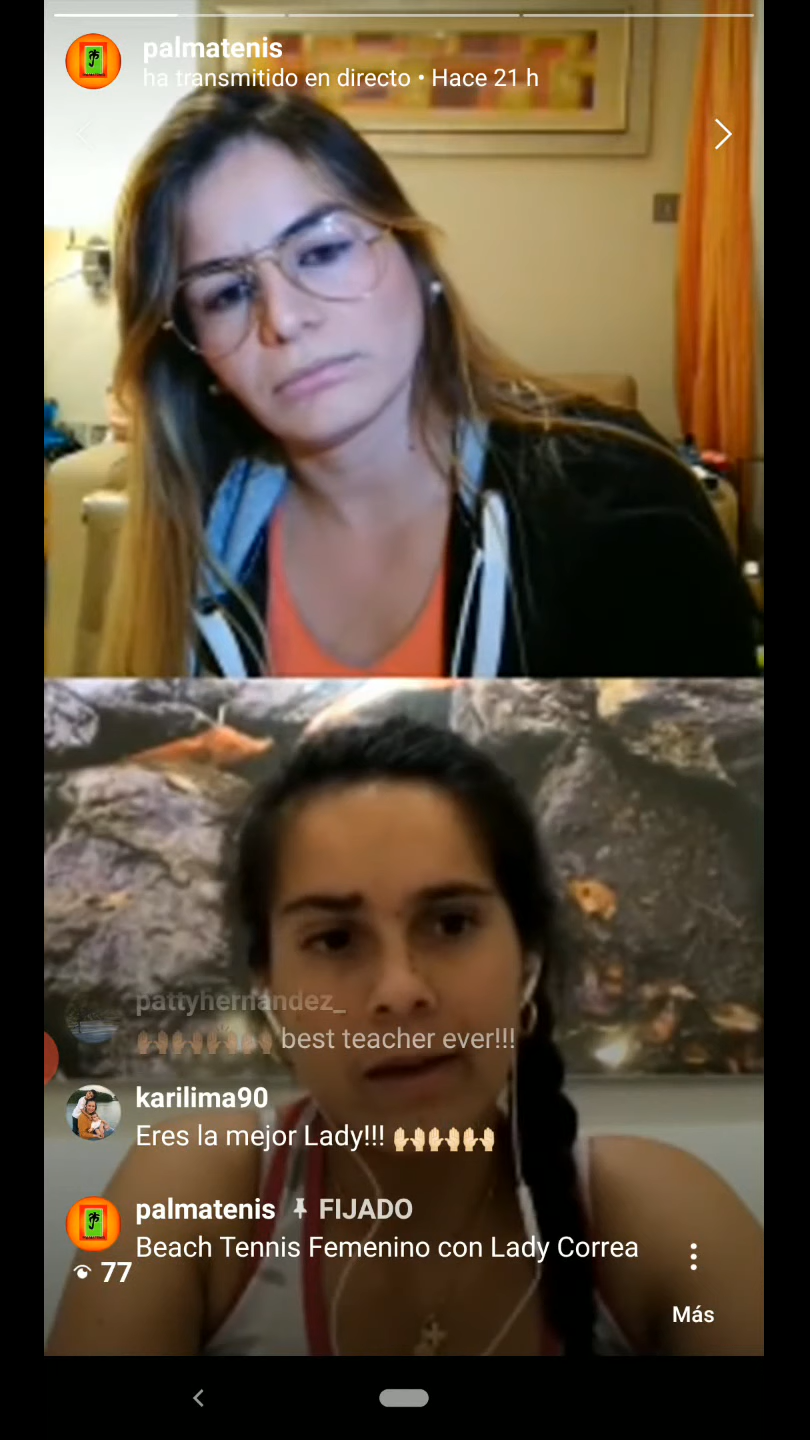 palmatenis
ha transmitido en directo • Hace 21 h
pattyhernandez_
🙌🏽🙌🏽🙌🏽🙌🏽🙌🏽 best teacher ever!!!
karilima90
Eres la mejor Lady!!! 🙌🏻🙌🏻🙌🏻
palmatenis FIJADO
Beach Tennis Femenino con Lady Correa
77
Más